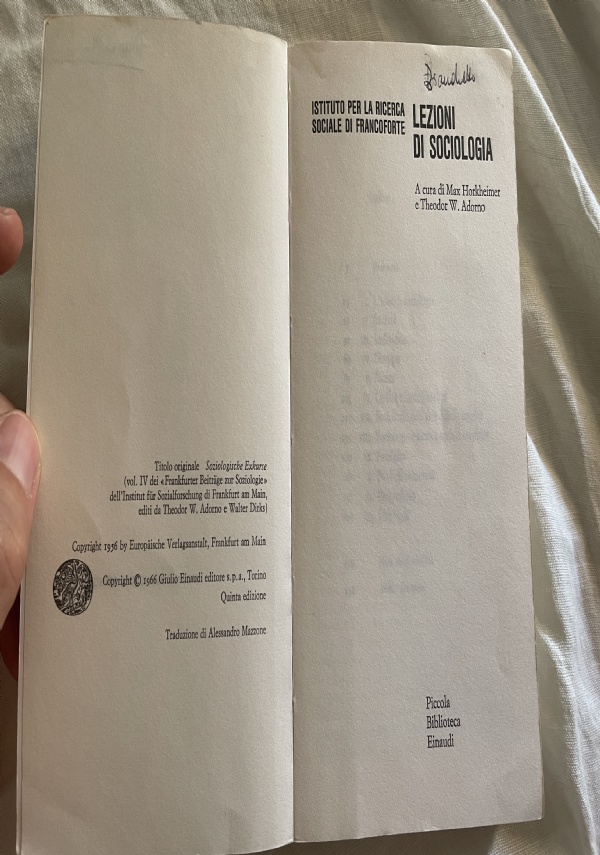 Titolo originale Soziologische Exkurse
(vol. IV dei «Frankfurter Beiträge zur Soziologie»
dell'Institut für Sozialforschung di Frankfurt am Main,
editi da Theodor W. Adorno e Walter Dirks)
Copyright 1956 by Europäische Verlagsanstalt, Frankfurt am Main
Copyright © 1966 Giulio Einaudi editore s.p.a., Torino
Quinta edizione
Traduzione di Alessandro Mazzone
ISTITUTO PER LA RICERCA
SOCIALE DI FRANCOFORTE
LEZIONI
DI SOCIOLOGIA
A cura di Max Horkheimer
e Theodor W. Adorno
Piccola
Biblioteca
Einaudi